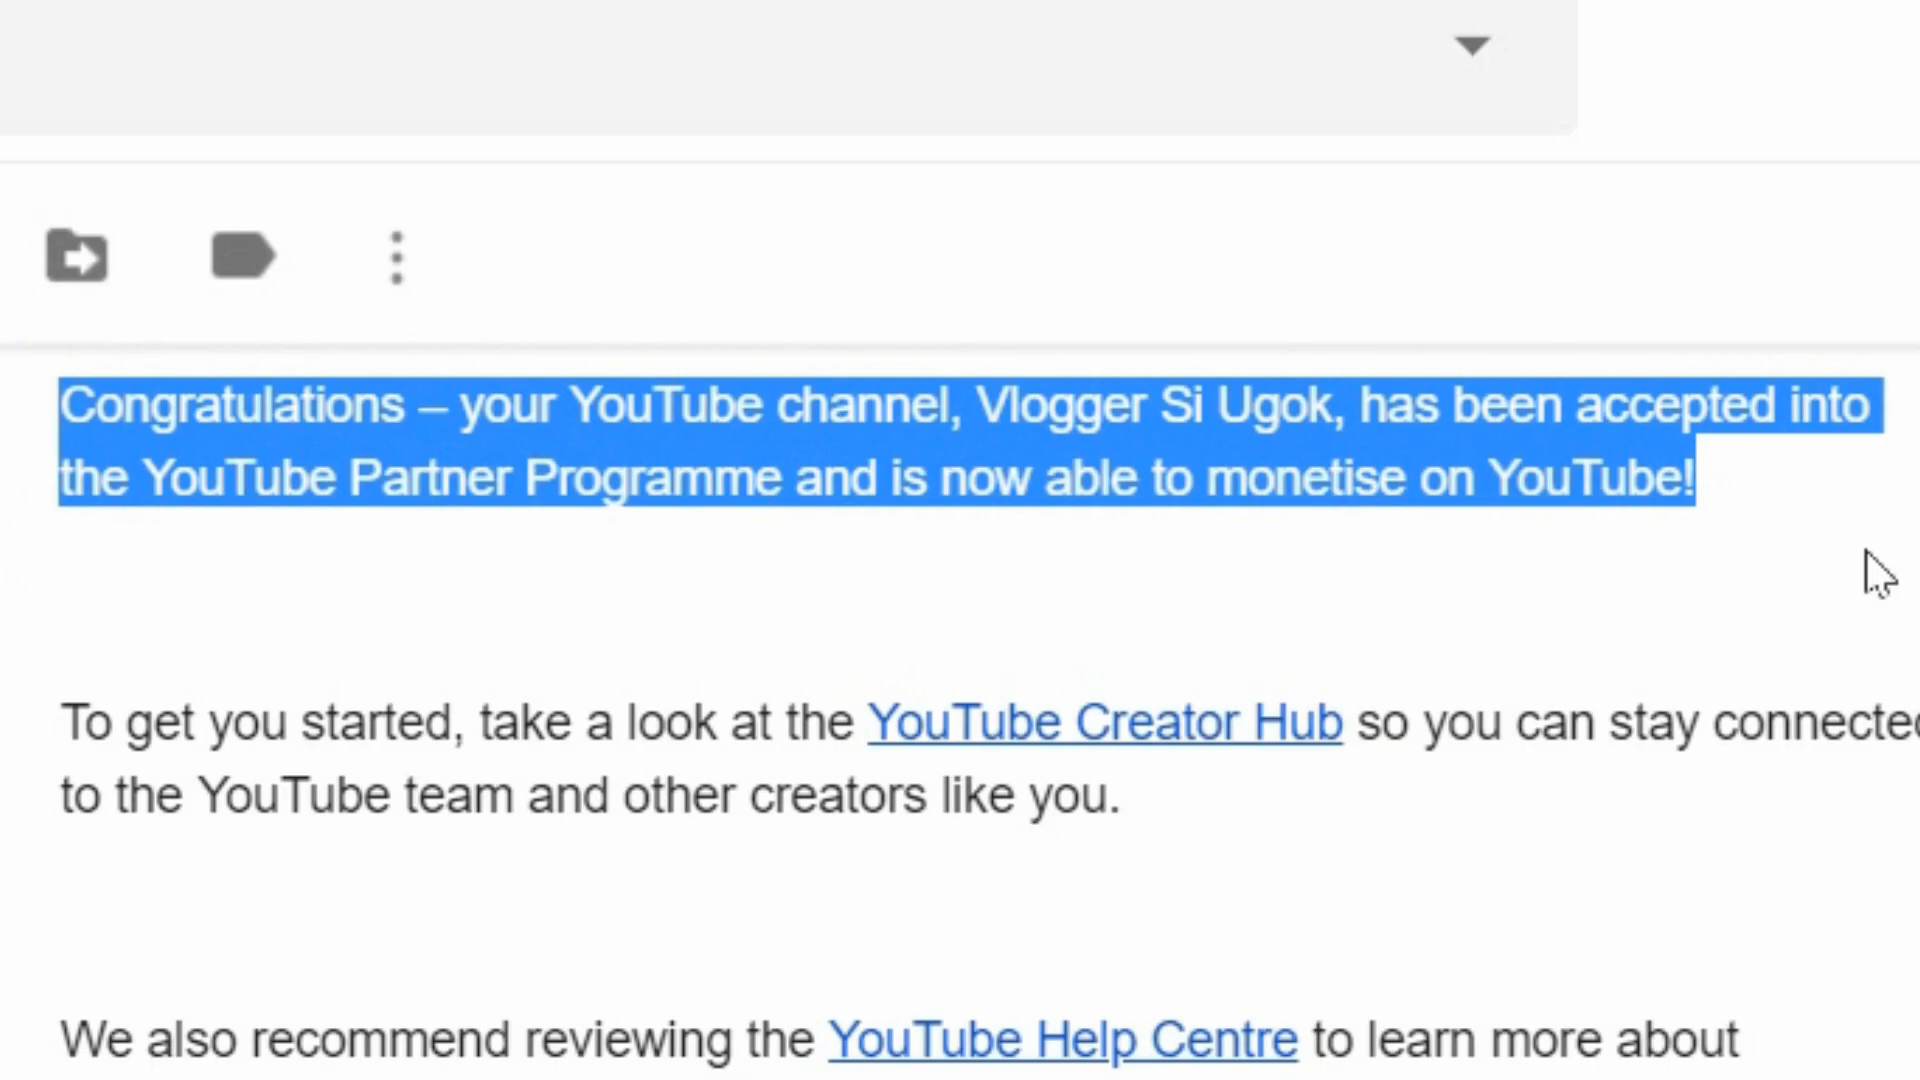 Congratulations – your YouTube channel, Vlogger Si Ugok, has been accepted into
the YouTube Partner Programme and is now able to monetise on YouTube!
To get you started, take a look at the YouTube Creator Hub so you can stay connected
to the YouTube team and other creators like you.
We also recommend reviewing the YouTube Help Centre to learn more about